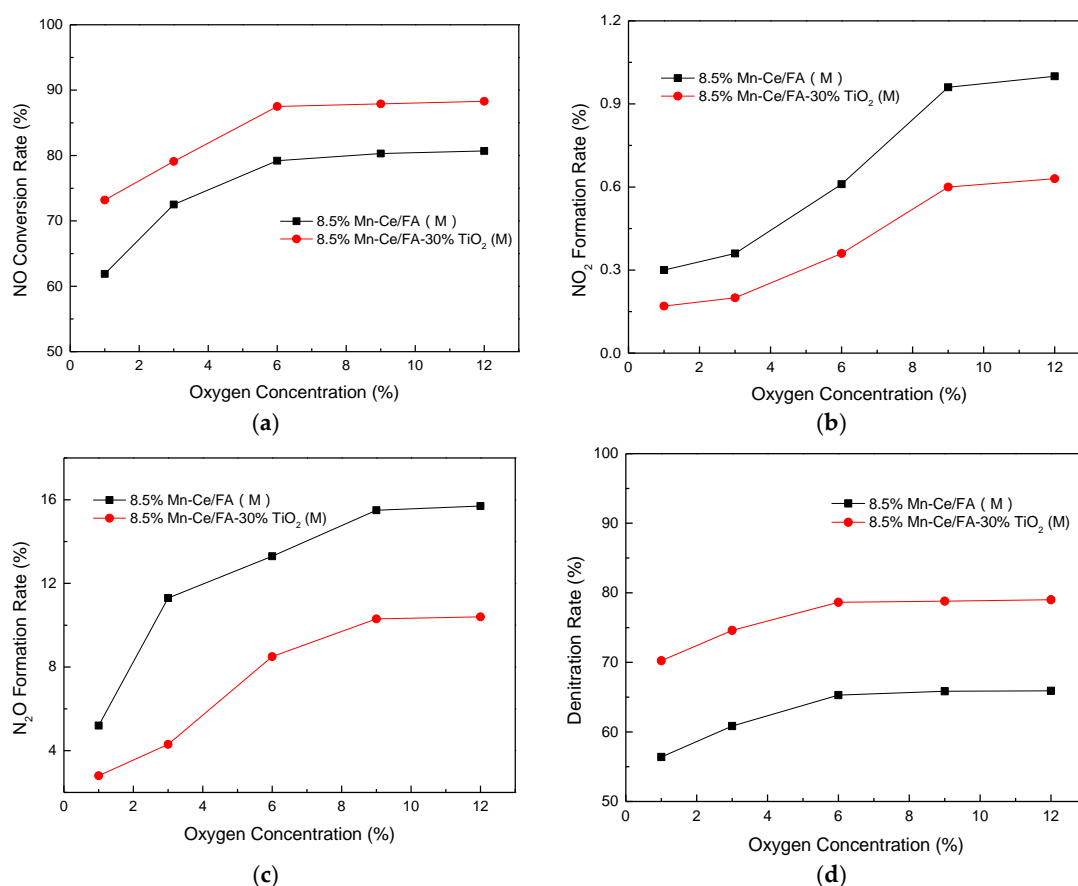 100
90
80
70
60
50
0
2
4
6
8
10
12
NO Conversion Rate (%)
Oxygen Concentration (%)
8.5% Mn-Ce/FA ( M )
8.5% Mn-Ce/FA-30% TiO₂ (M)
(a)
1.2
0.9
0.6
0.3
0.0
0
2
4
6
8
10
12
NO₂ Formation Rate (%)
Oxygen Concentration (%)
8.5% Mn-Ce/FA ( M )
8.5% Mn-Ce/FA-30% TiO₂ (M)
(b)
16
12
8
4
0
2
4
6
8
10
12
N₂O Formation Rate (%)
Oxygen Concentration (%)
8.5% Mn-Ce/FA ( M )
8.5% Mn-Ce/FA-30% TiO₂ (M)
(c)
100
90
80
70
60
50
0
2
4
6
8
10
12
Denitration Rate (%)
Oxygen Concentration (%)
8.5% Mn-Ce/FA ( M )
8.5% Mn-Ce/FA-30% TiO₂ (M)
(d)